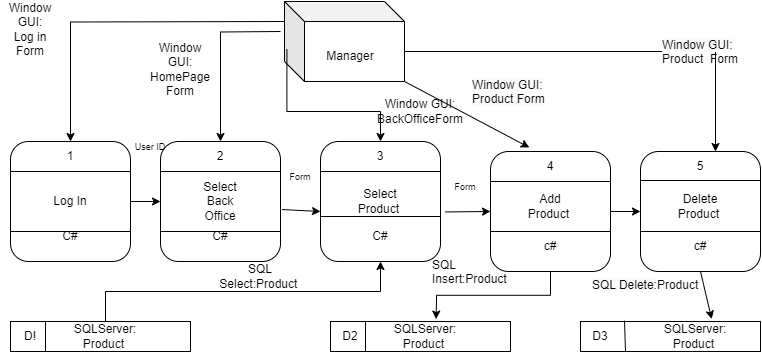 Window
GUI:
Log in
Form
Window
GUI:
HomePage
Form
Manager
Window GUI:
Product Form
Window GUI:
Product Form
Window GUI:
BackOfficeForm
1
Log In
C#
User ID
2
Select
Back
Office
C#
Form
3
Select
Product
C#
Form
4
Add
Product
c#
5
Delete
Product
c#
SQL
Select:Product
SQL
Insert:Product
SQL Delete:Product
D!
SQLServer:
Product
D2
SQLServer:
Product
D3
SQLServer:
Product